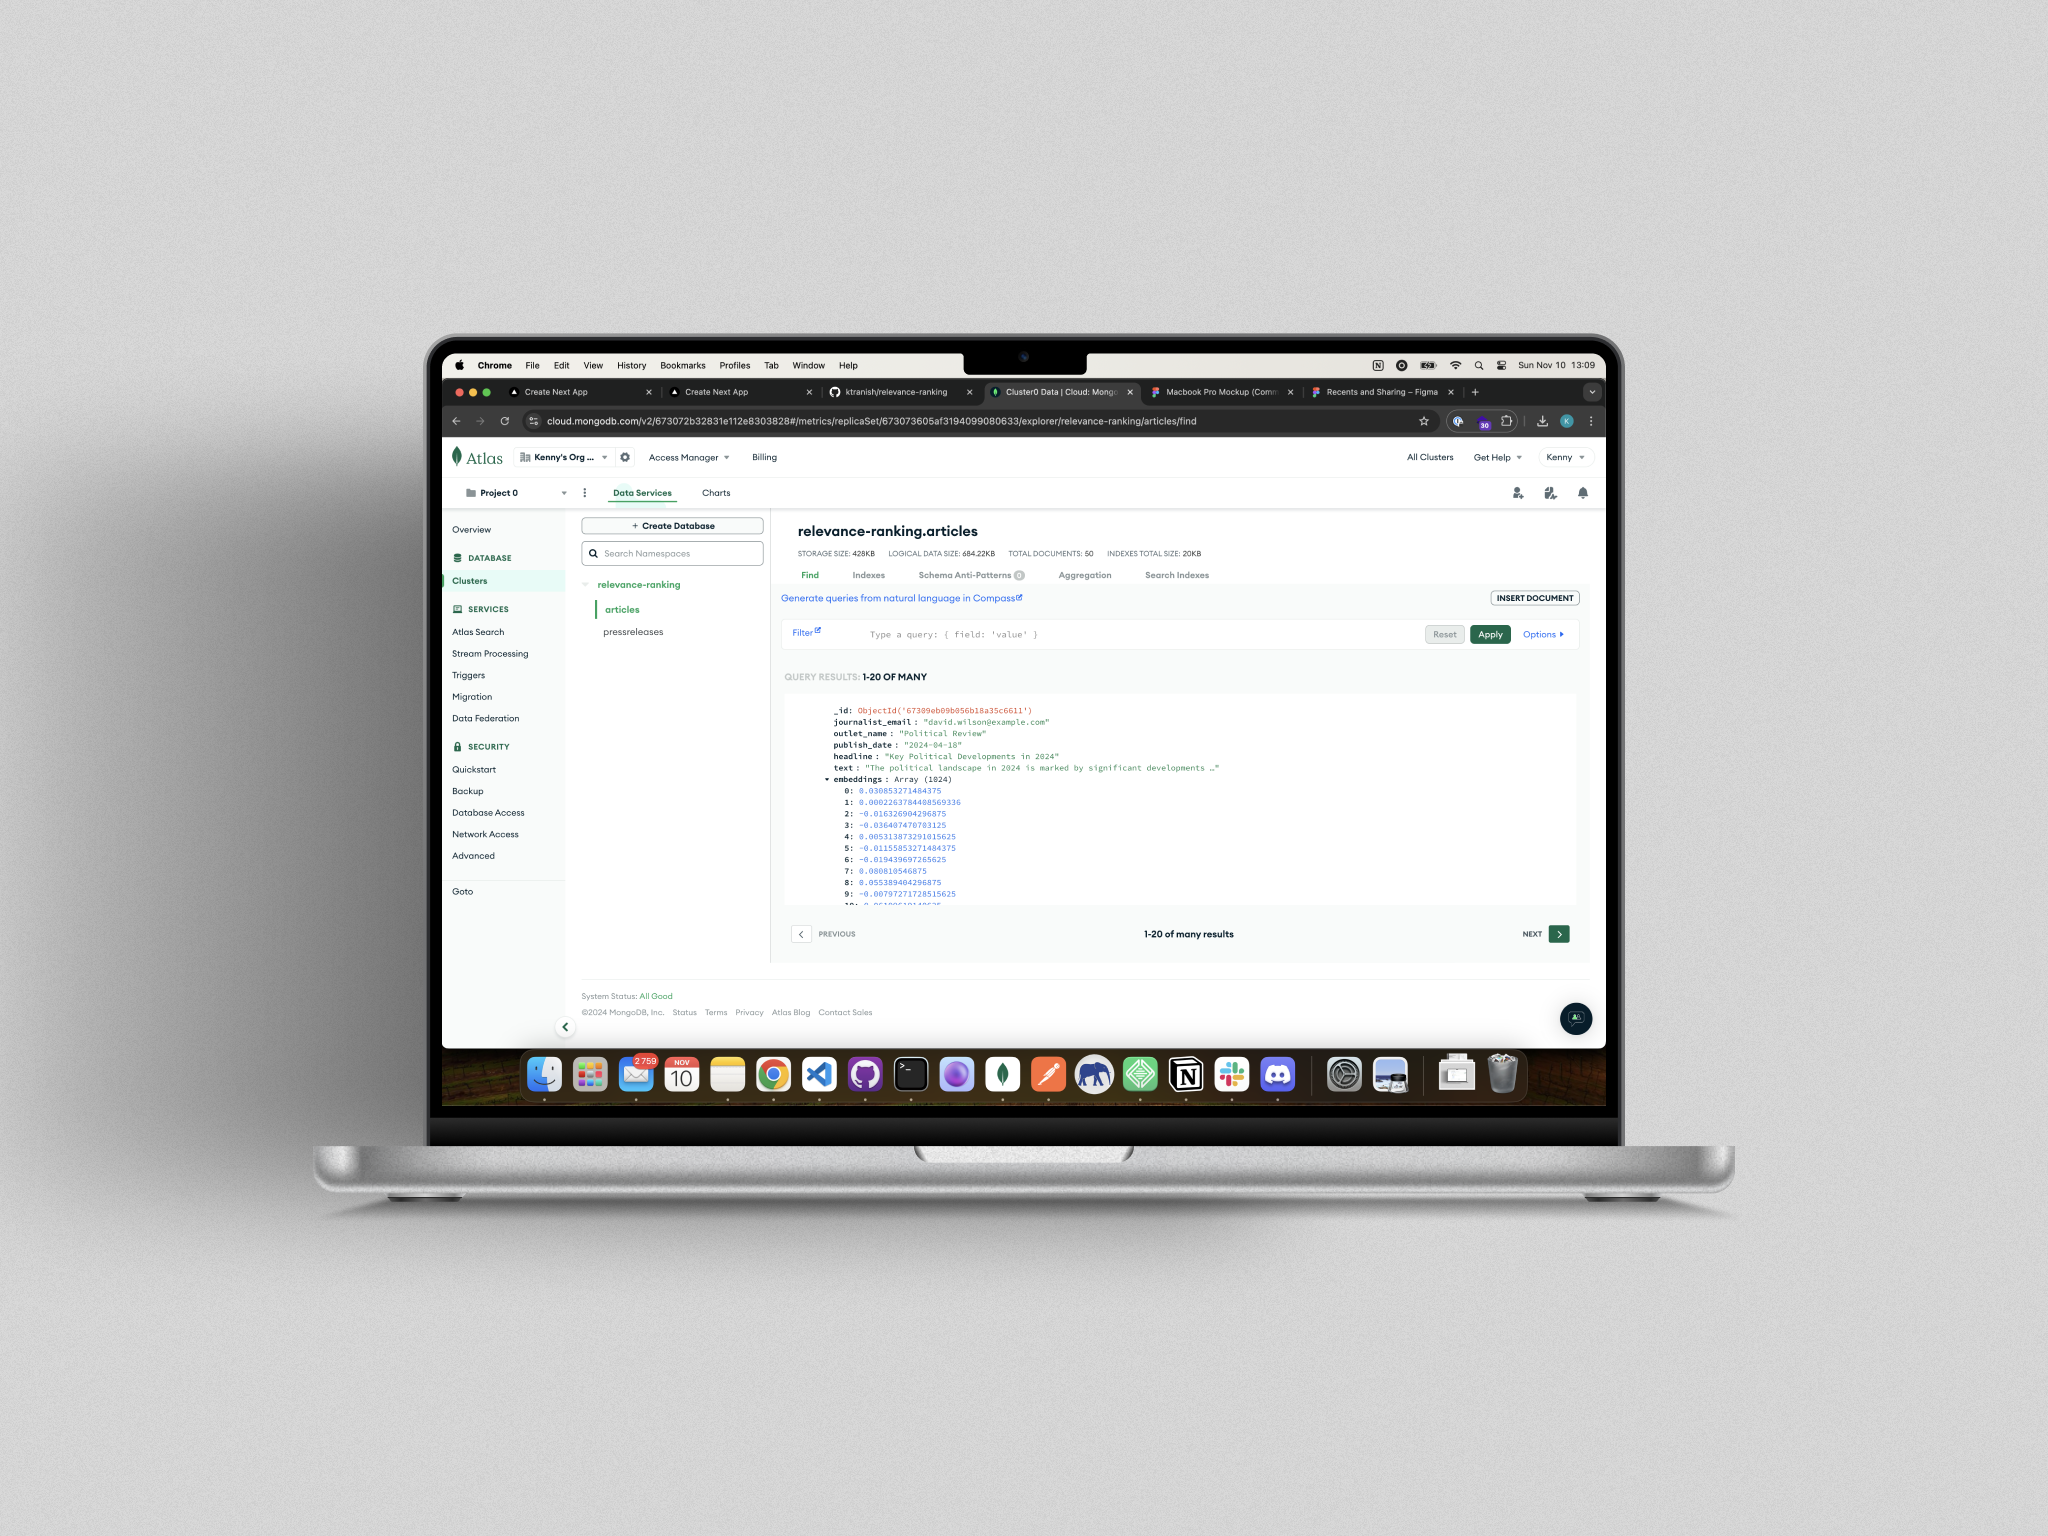 Chrome File Edit View History Bookmarks Profiles Tab Window Help Sun Nov 10 13:09
Create Next App Create Next App ktranish/relevance-ranking Cluster0 Data | Cloud: Mongo Macbook Pro Mockup (Comm Recents and Sharing – Figma
cloud.mongodb.com/v2/673072b32831e112e8303828#/metrics/replicaSet/673073605af3194099080633/explorer/relevance-ranking/articles/find 30 K
Atlas Kenny's Org ... Access Manager Billing All Clusters Get Help Kenny
Project 0 Data Services Charts
Overview
DATABASE
Clusters
SERVICES
Atlas Search
Stream Processing
Triggers
Migration
Data Federation
SECURITY
Quickstart
Backup
Database Access
Network Access
Advanced
Goto
+ Create Database
Search Namespaces
relevance-ranking
articles
pressreleases
relevance-ranking.articles
STORAGE SIZE: 428KB LOGICAL DATA SIZE: 684.22KB TOTAL DOCUMENTS: 50 INDEXES TOTAL SIZE: 20KB
Find Indexes Schema Anti-Patterns 0 Aggregation Search Indexes
Generate queries from natural language in Compass INSERT DOCUMENT
Filter Type a query: { field: 'value' } Reset Apply Options
QUERY RESULTS: 1-20 OF MANY
_id: ObjectId('67309eb09b056b18a35c6611')
journalist_email : "david.wilson@example.com"
outlet_name : "Political Review"
publish_date : "2024-04-18"
headline : "Key Political Developments in 2024"
text : "The political landscape in 2024 is marked by significant developments …"
embeddings : Array (1024)
0: 0.030853271484375
1: 0.0002263784408569336
2: -0.016326904296875
3: -0.036407470703125
4: 0.005313873291015625
5: -0.01155853271484375
6: -0.019439697265625
7: 0.080810546875
8: 0.055389404296875
9: -0.00797271728515625
PREVIOUS 1-20 of many results NEXT
System Status: All Good
©2024 MongoDB, Inc. Status Terms Privacy Atlas Blog Contact Sales
2 759
NOV
10